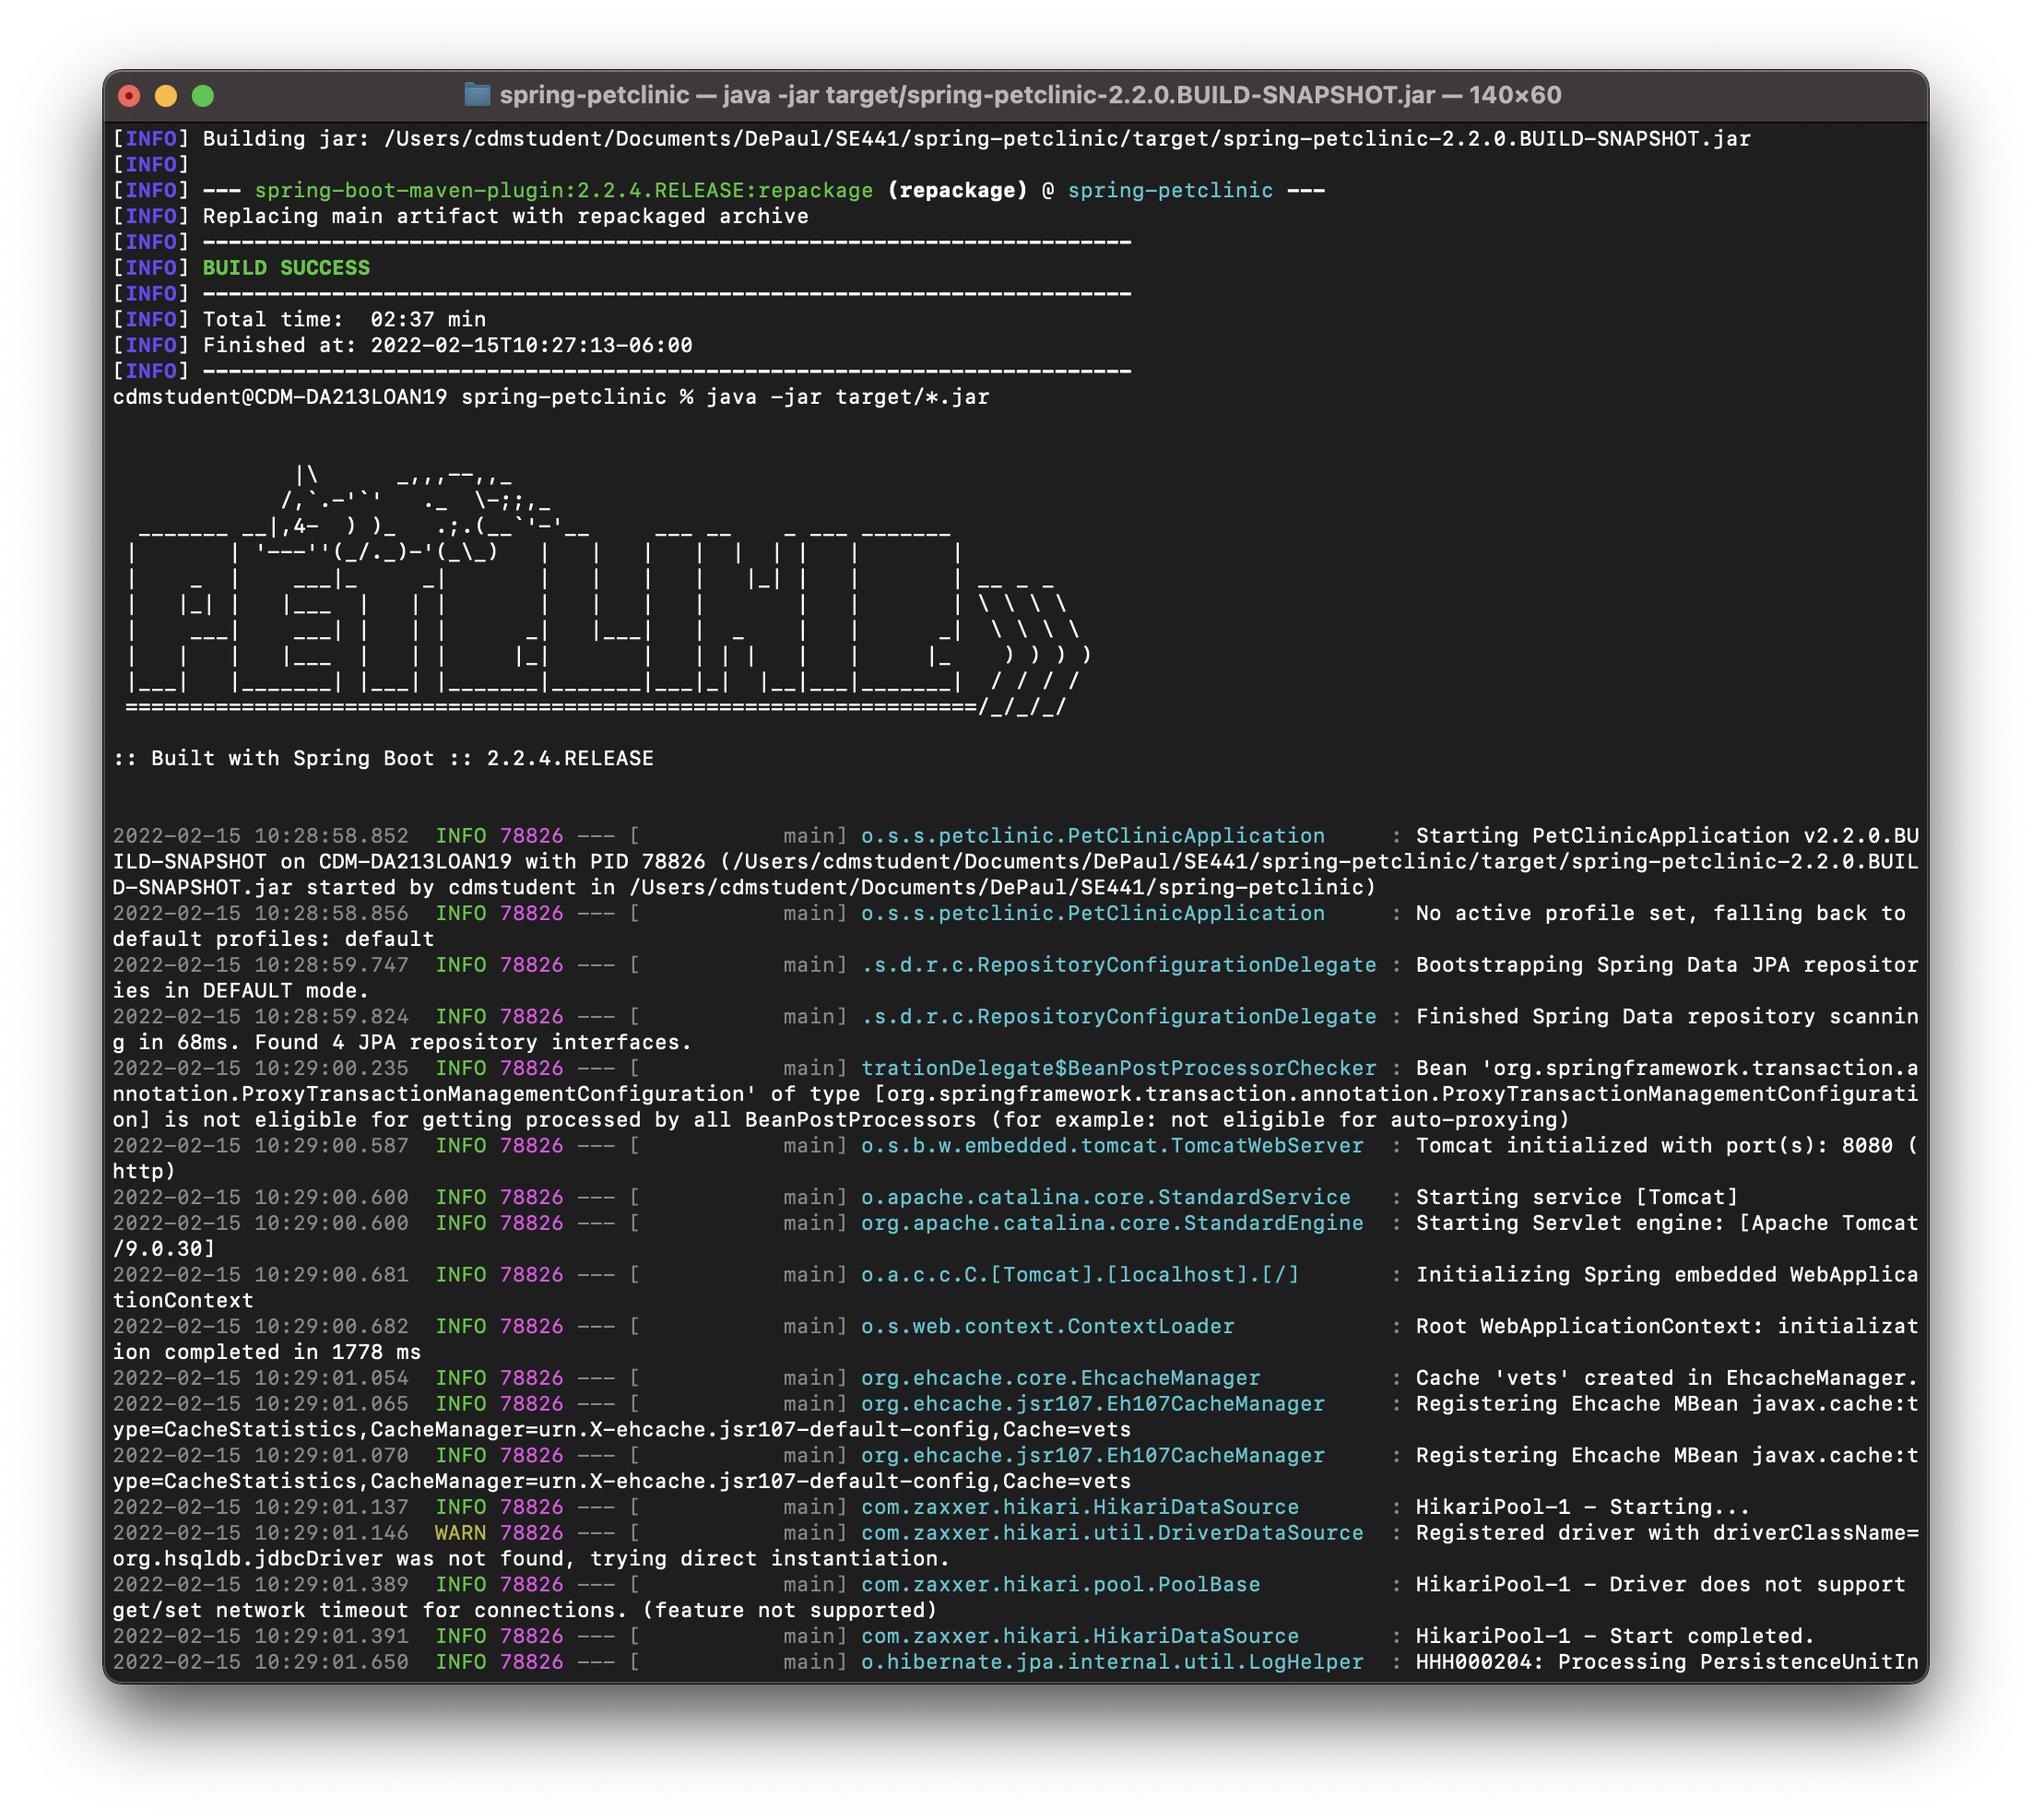 spring-petclinic — java -jar target/spring-petclinic-2.2.0.BUILD-SNAPSHOT.jar — 140×60
[INFO] Building jar: /Users/cdmstudent/Documents/DePaul/SE441/spring-petclinic/target/spring-petclinic-2.2.0.BUILD-SNAPSHOT.jar
[INFO]
[INFO] --- spring-boot-maven-plugin:2.2.4.RELEASE:repackage (repackage) @ spring-petclinic ---
[INFO] Replacing main artifact with repackaged archive
[INFO] ------------------------------------------------------------------------
[INFO] BUILD SUCCESS
[INFO] ------------------------------------------------------------------------
[INFO] Total time:  02:37 min
[INFO] Finished at: 2022-02-15T10:27:13-06:00
[INFO] ------------------------------------------------------------------------
cdmstudent@CDM-DA213LOAN19 spring-petclinic % java -jar target/*.jar
PETCLINIC
:: Built with Spring Boot :: 2.2.4.RELEASE
2022-02-15 10:28:58.852  INFO 78826 --- [           main] o.s.s.petclinic.PetClinicApplication     : Starting PetClinicApplication v2.2.0.BU
ILD-SNAPSHOT on CDM-DA213LOAN19 with PID 78826 (/Users/cdmstudent/Documents/DePaul/SE441/spring-petclinic/target/spring-petclinic-2.2.0.BUIL
D-SNAPSHOT.jar started by cdmstudent in /Users/cdmstudent/Documents/DePaul/SE441/spring-petclinic)
2022-02-15 10:28:58.856  INFO 78826 --- [           main] o.s.s.petclinic.PetClinicApplication     : No active profile set, falling back to
default profiles: default
2022-02-15 10:28:59.747  INFO 78826 --- [           main] .s.d.r.c.RepositoryConfigurationDelegate : Bootstrapping Spring Data JPA repositor
ies in DEFAULT mode.
2022-02-15 10:28:59.824  INFO 78826 --- [           main] .s.d.r.c.RepositoryConfigurationDelegate : Finished Spring Data repository scannin
g in 68ms. Found 4 JPA repository interfaces.
2022-02-15 10:29:00.235  INFO 78826 --- [           main] trationDelegate$BeanPostProcessorChecker : Bean 'org.springframework.transaction.a
nnotation.ProxyTransactionManagementConfiguration' of type [org.springframework.transaction.annotation.ProxyTransactionManagementConfigurati
on] is not eligible for getting processed by all BeanPostProcessors (for example: not eligible for auto-proxying)
2022-02-15 10:29:00.587  INFO 78826 --- [           main] o.s.b.w.embedded.tomcat.TomcatWebServer  : Tomcat initialized with port(s): 8080 (
http)
2022-02-15 10:29:00.600  INFO 78826 --- [           main] o.apache.catalina.core.StandardService   : Starting service [Tomcat]
2022-02-15 10:29:00.600  INFO 78826 --- [           main] org.apache.catalina.core.StandardEngine  : Starting Servlet engine: [Apache Tomcat
/9.0.30]
2022-02-15 10:29:00.681  INFO 78826 --- [           main] o.a.c.c.C.[Tomcat].[localhost].[/]       : Initializing Spring embedded WebApplica
tionContext
2022-02-15 10:29:00.682  INFO 78826 --- [           main] o.s.web.context.ContextLoader            : Root WebApplicationContext: initializat
ion completed in 1778 ms
2022-02-15 10:29:01.054  INFO 78826 --- [           main] org.ehcache.core.EhcacheManager          : Cache 'vets' created in EhcacheManager.
2022-02-15 10:29:01.065  INFO 78826 --- [           main] org.ehcache.jsr107.Eh107CacheManager     : Registering Ehcache MBean javax.cache:t
ype=CacheStatistics,CacheManager=urn.X-ehcache.jsr107-default-config,Cache=vets
2022-02-15 10:29:01.070  INFO 78826 --- [           main] org.ehcache.jsr107.Eh107CacheManager     : Registering Ehcache MBean javax.cache:t
ype=CacheStatistics,CacheManager=urn.X-ehcache.jsr107-default-config,Cache=vets
2022-02-15 10:29:01.137  INFO 78826 --- [           main] com.zaxxer.hikari.HikariDataSource       : HikariPool-1 - Starting...
2022-02-15 10:29:01.146  WARN 78826 --- [           main] com.zaxxer.hikari.util.DriverDataSource  : Registered driver with driverClassName=
org.hsqldb.jdbcDriver was not found, trying direct instantiation.
2022-02-15 10:29:01.389  INFO 78826 --- [           main] com.zaxxer.hikari.pool.PoolBase          : HikariPool-1 - Driver does not support
get/set network timeout for connections. (feature not supported)
2022-02-15 10:29:01.391  INFO 78826 --- [           main] com.zaxxer.hikari.HikariDataSource       : HikariPool-1 - Start completed.
2022-02-15 10:29:01.650  INFO 78826 --- [           main] o.hibernate.jpa.internal.util.LogHelper  : HHH000204: Processing PersistenceUnitIn